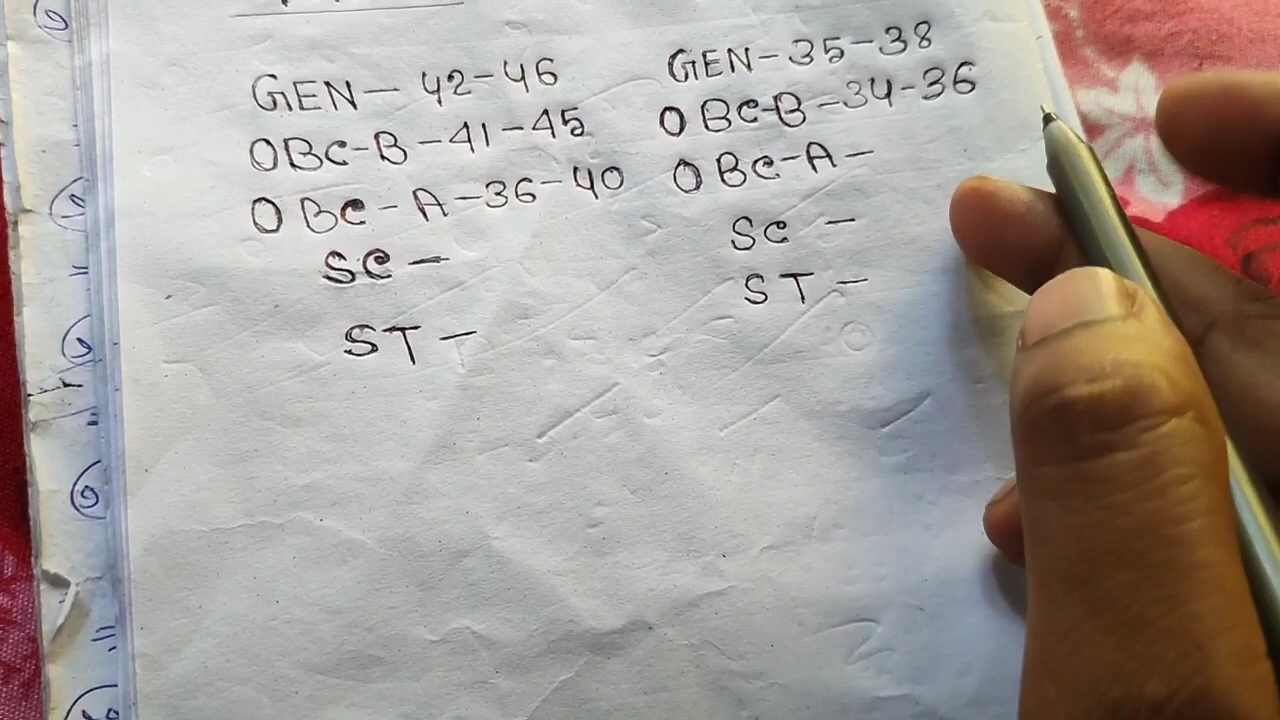 GEN - 42-46
OBC-B-41-45
OBC-A-36-40
SC -
ST -
GEN-35-38
OBC-B-34-36
OBC-A-
SC -
ST -